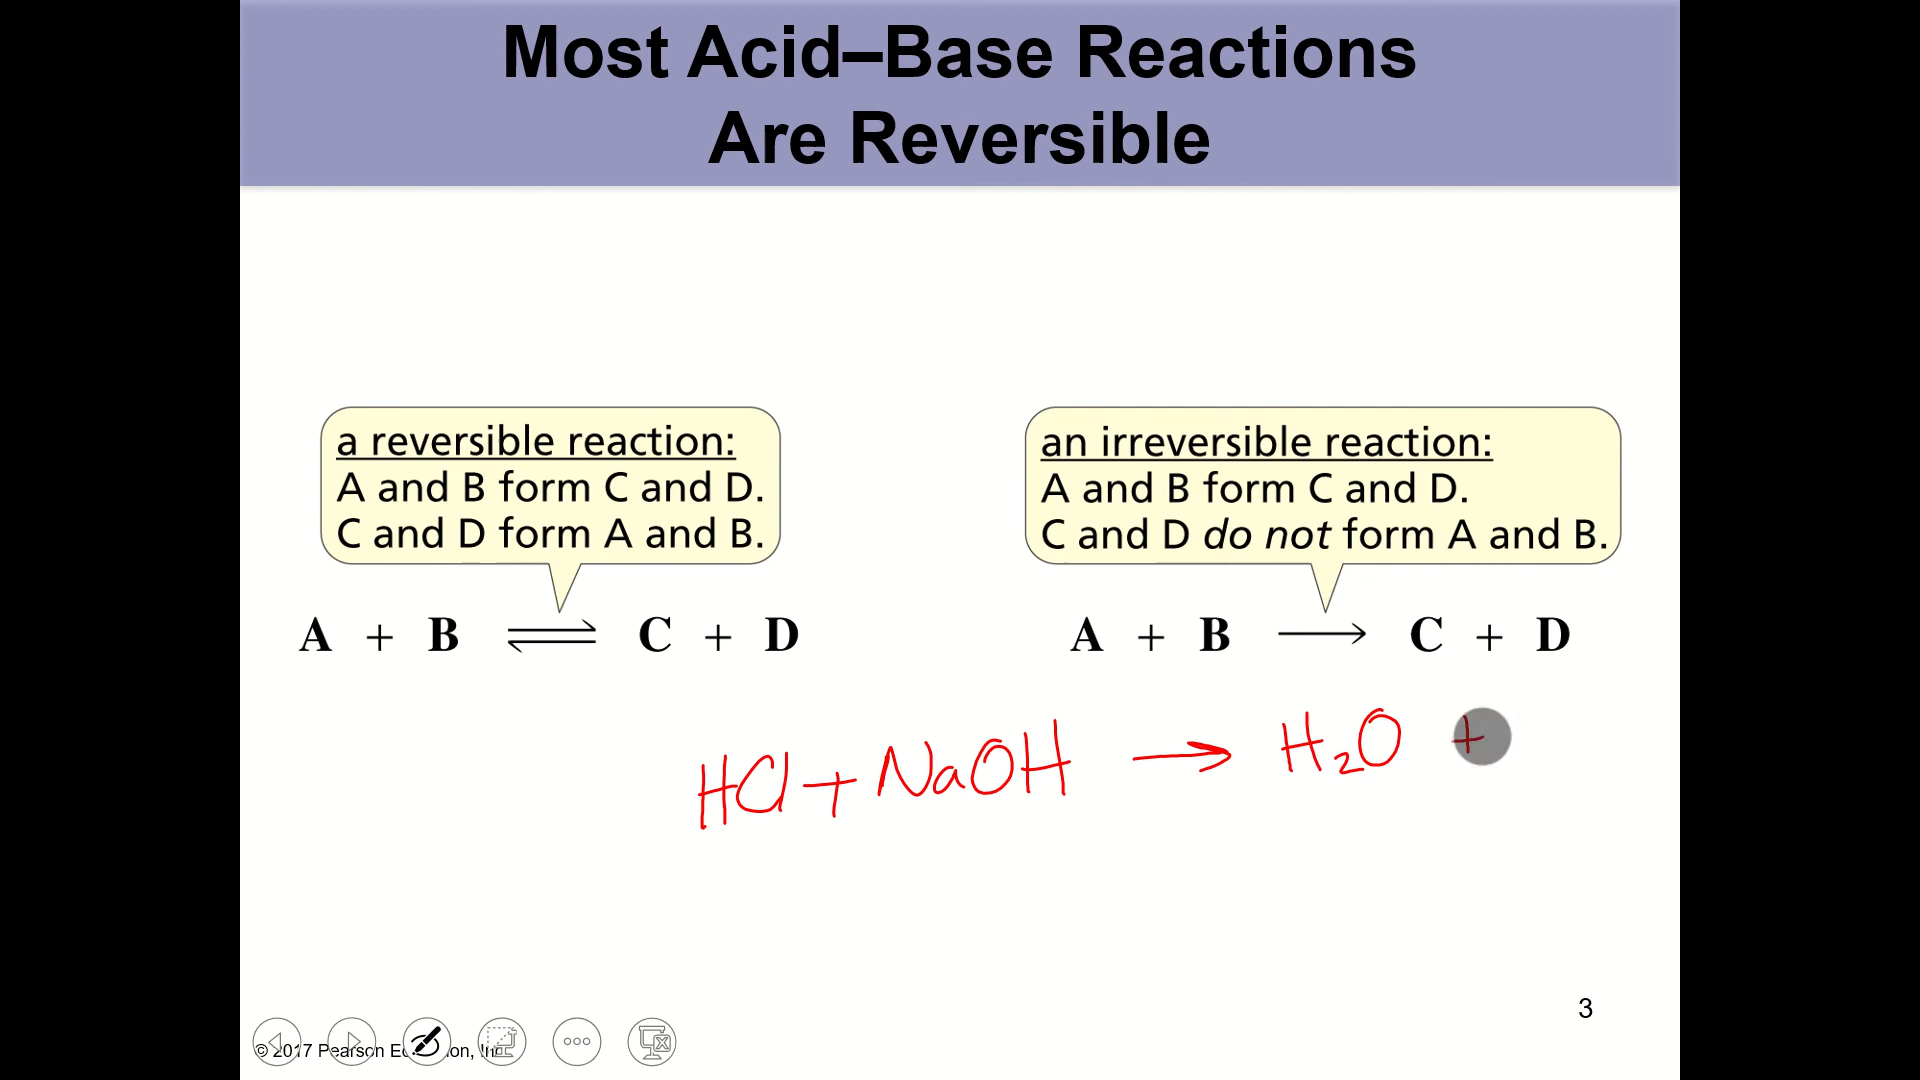 Most Acid–Base Reactions
Are Reversible
a reversible reaction:
A and B form C and D.
C and D form A and B.
A + B ⇌ C + D
an irreversible reaction:
A and B form C and D.
C and D do not form A and B.
A + B ⟶ C + D
HCl + NaOH → H₂O +
3
© 2017 Pearson